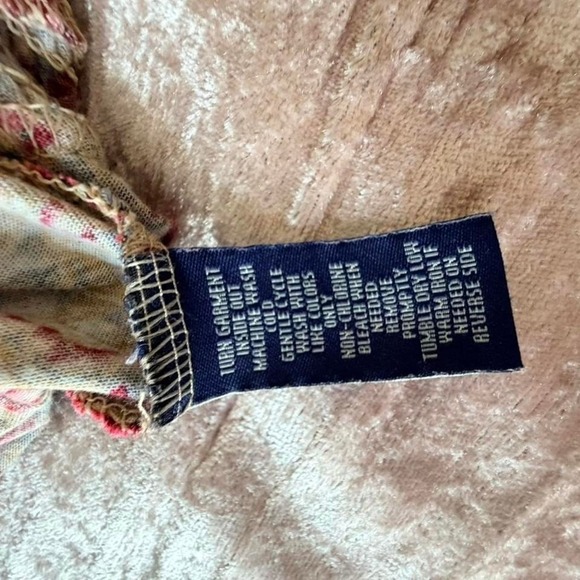 TURN GARMENT
INSIDE OUT
MACHINE WASH
COLD
GENTLE CYCLE
WASH WITH
LIKE COLORS
ONLY
NON-CHLORINE
BLEACH WHEN
NEEDED
REMOVE
PROMPTLY
TUMBLE DRY LOW
WARM IRON IF
NEEDED ON
REVERSE SIDE